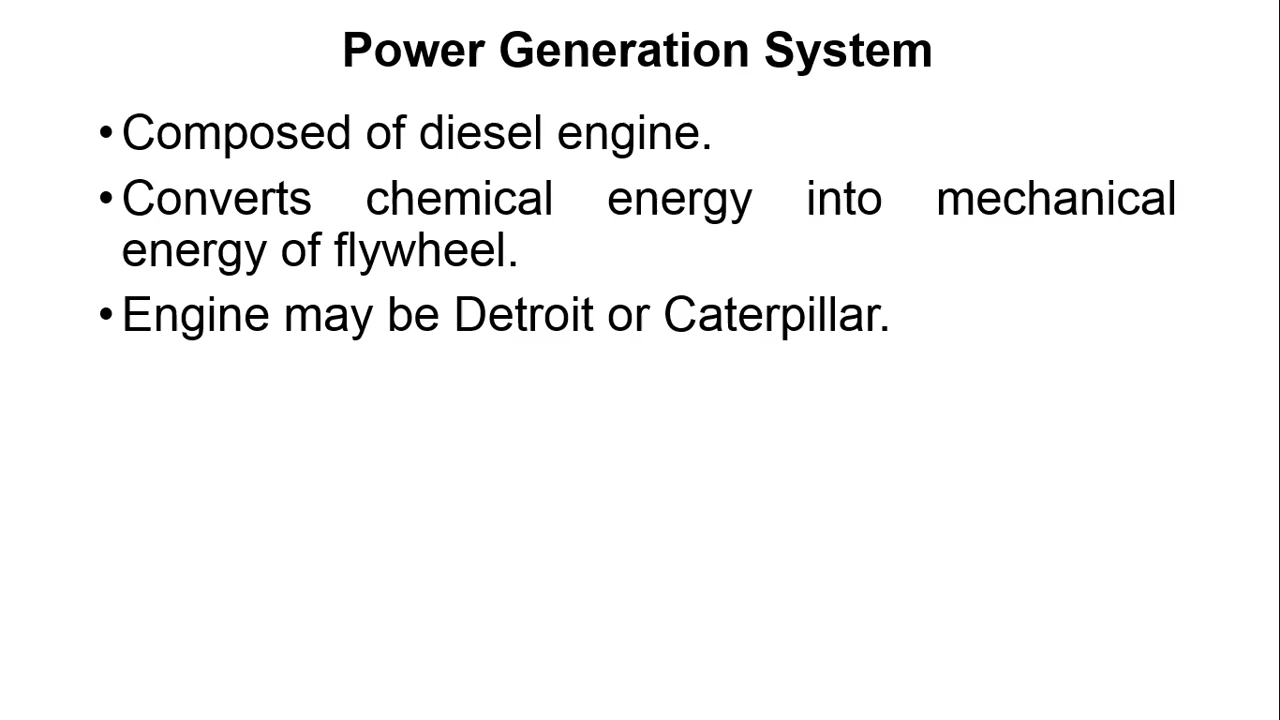 Power Generation System
•Composed of diesel engine.
•Converts chemical energy into mechanical
energy of flywheel.
•Engine may be Detroit or Caterpillar.